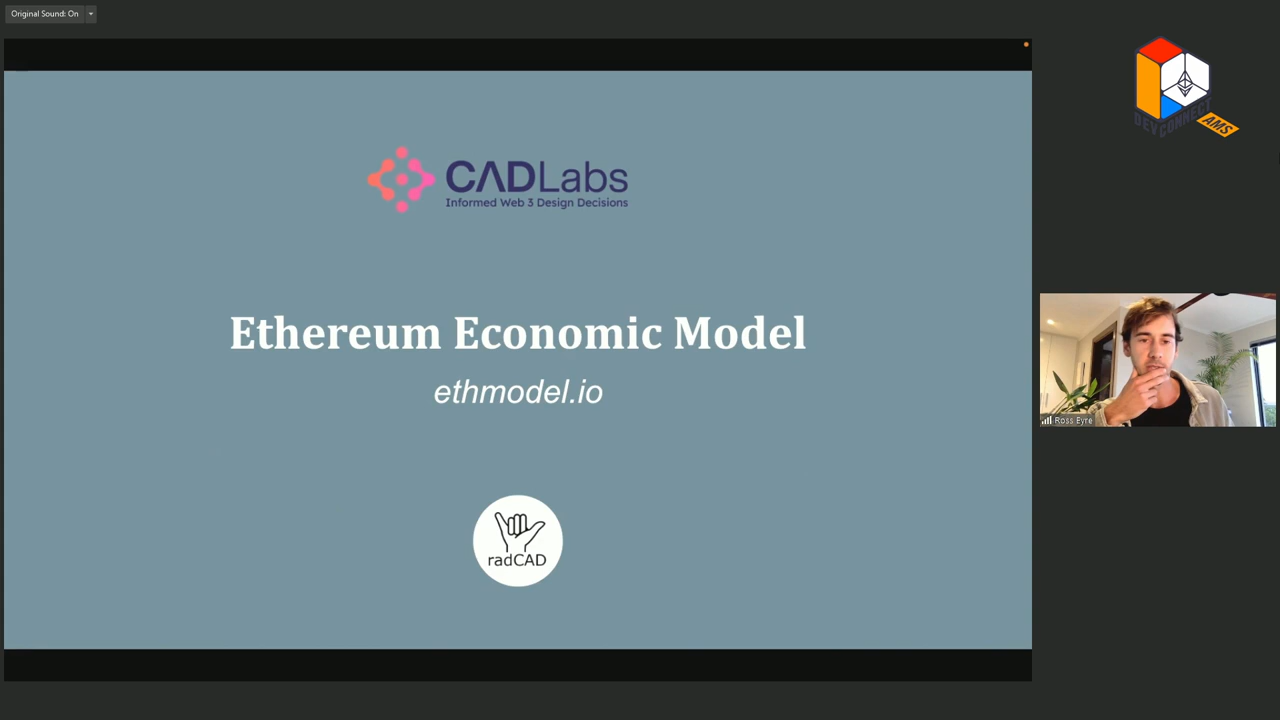 Original Sound: On
DEVCONNECT
AMS
CADLabs
Informed Web 3 Design Decisions
Ethereum Economic Model
ethmodel.io
Ross Eyre
radCAD